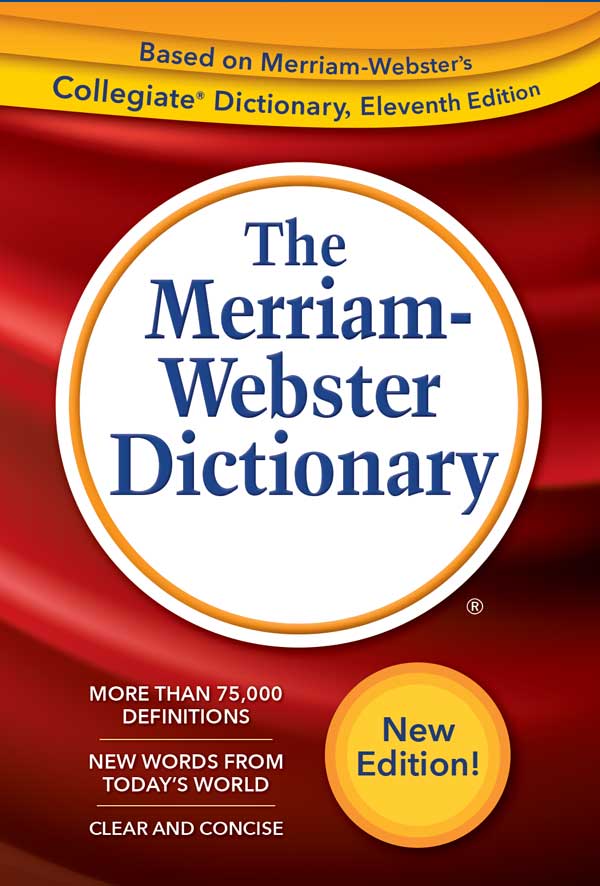 Based on Merriam-Webster's
Collegiate® Dictionary, Eleventh Edition
The
Merriam-
Webster
Dictionary
®
MORE THAN 75,000
DEFINITIONS
NEW WORDS FROM
TODAY'S WORLD
CLEAR AND CONCISE
New
Edition!